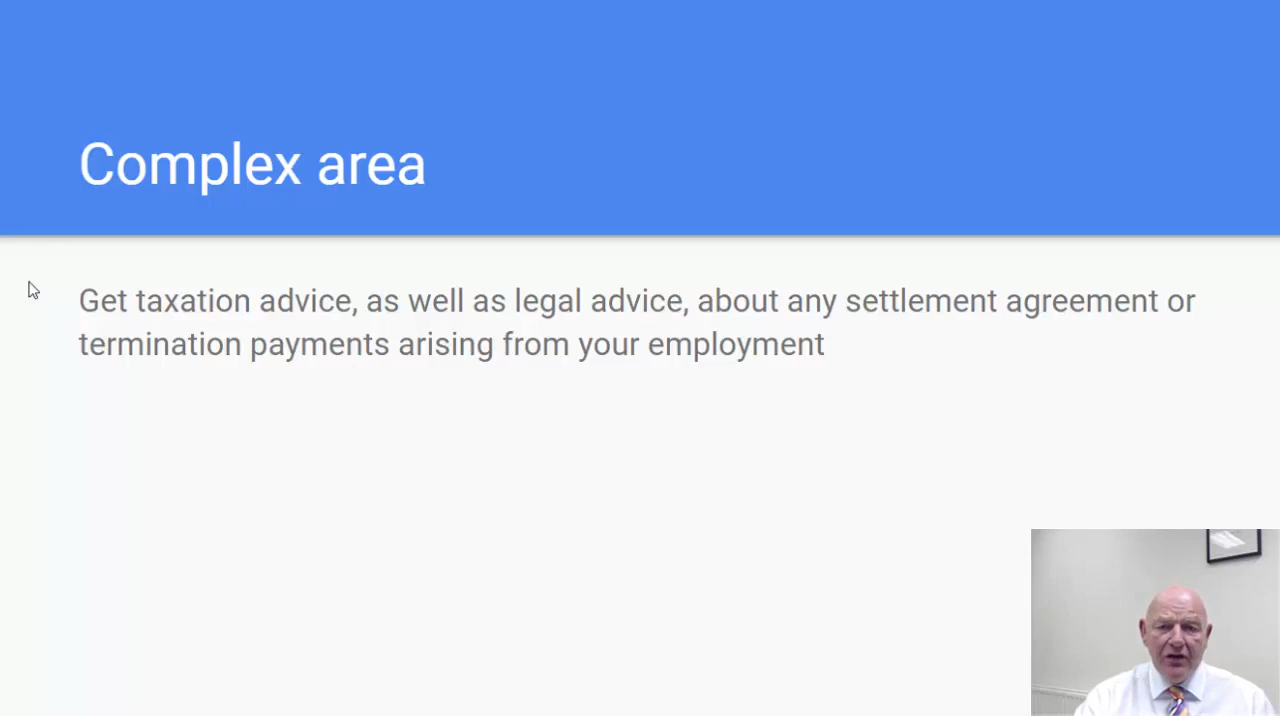 Complex area
Get taxation advice, as well as legal advice, about any settlement agreement or
termination payments arising from your employment